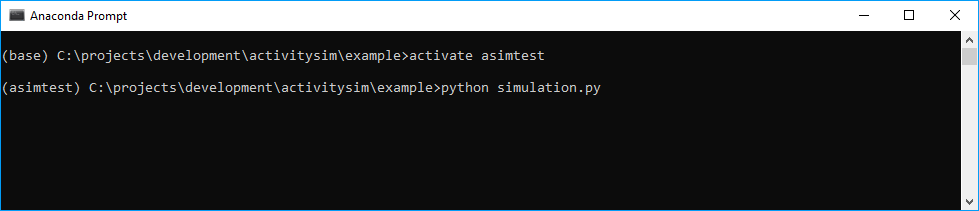 Anaconda Prompt
(base) C:\projects\development\activitysim\example>activate asimtest
(asimtest) C:\projects\development\activitysim\example>python simulation.py